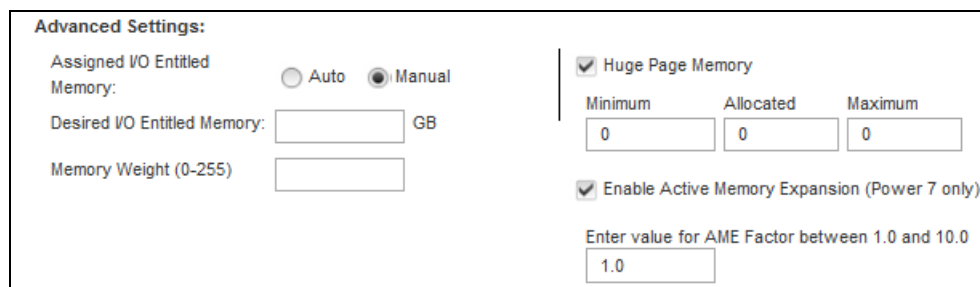 Advanced Settings:
Assigned I/O Entitled
Memory:
Auto
Manual
Desired I/O Entitled Memory:
GB
Memory Weight (0-255)
Huge Page Memory
Minimum Allocated Maximum
0 0 0
Enable Active Memory Expansion (Power 7 only)
Enter value for AME Factor between 1.0 and 10.0
1.0